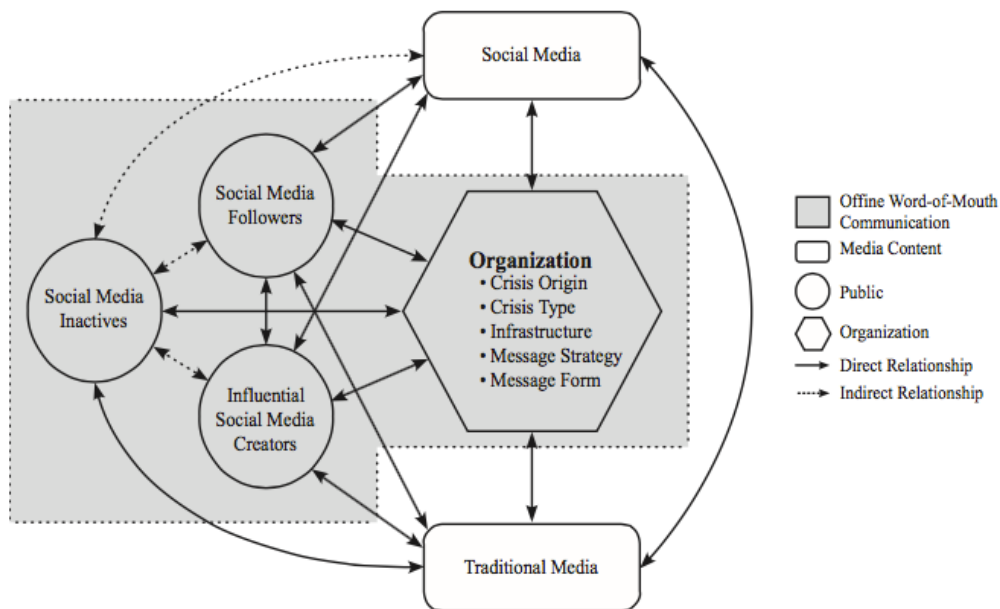 Social Media
Social Media
Followers
Social Media
Inactives
Influential
Social Media
Creators
Organization
• Crisis Origin
• Crisis Type
• Infrastructure
• Message Strategy
• Message Form
Traditional Media
Offine Word-of-Mouth
Communication
Media Content
Public
Organization
Direct Relationship
Indirect Relationship